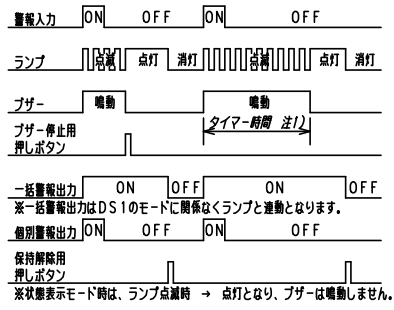 警報入力 ON OFF ON OFF
ランプ 点滅 点灯 消灯 点滅 点灯 消灯
ブザー 鳴動 鳴動
タイマー時間 注1)
ブザー停止用
押しボタン
一括警報出力 ON OFF ON OFF
※一括警報出力はDS1のモードに関係なくランプと連動となります。
個別警報出力 ON OFF ON OFF
保持解除用
押しボタン
※状態表示モード時は、ランプ点滅時 → 点灯となり、ブザーは鳴動しません。